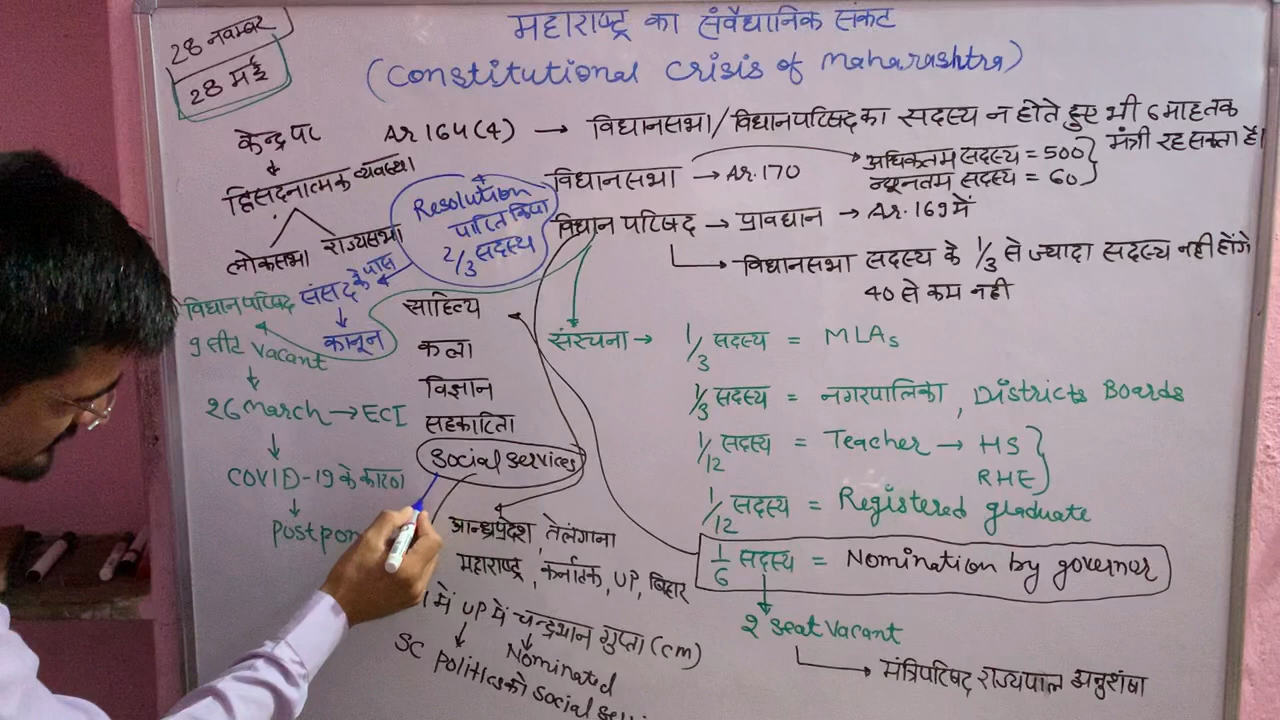 28 नवम्बर
28 मई
महाराष्ट्र का संवैधानिक संकट
(Constitutional Crisis of Maharashtra)
केन्द्र पर
द्विसदनात्मक व्यवस्था
लोकसभा राज्यसभा
Ar 164(4) → विधानसभा/विधानपरिषद का सदस्य न होते हुए भी 6 माह तक
मंत्री रह सकता है।
विधानसभा → Ar.170
अधिकतम सदस्य = 500
न्यूनतम सदस्य = 60
विधान परिषद → प्रावधान → Ar.169 में
विधानसभा सदस्य के 1/3 से ज्यादा सदस्य नहीं होंगे
40 से कम नहीं
Resolution
पारित किया
2/3 सदस्य
संसद के पास
कानून
विधानपरिषद
9 सीट Vacant
26 March → ECI
COVID-19 के कारण
Postpon
साहित्य
कला
विज्ञान
सहकारिता
Social Services
संरचना → 1/3 सदस्य = MLAs
1/3 सदस्य = नगरपालिका, Districts Boards
1/12 सदस्य = Teacher → HS
RHE
1/12 सदस्य = Registered graduate
1/6 सदस्य = Nomination by governer
2 Seat Vacant
मंत्रिपरिषद राज्यपाल अनुशंषा
आन्ध्रप्रदेश, तेलंगाना
महाराष्ट्र, कर्नाटक, UP, बिहार
में UP में चन्द्रभान गुप्ता (cm)
Nominated
SC Politics को Social